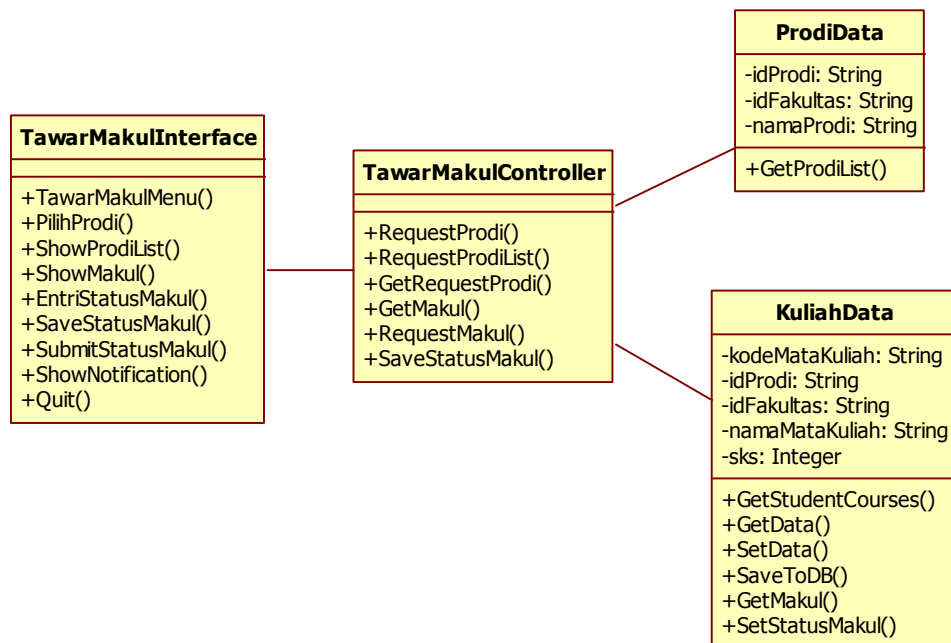 TawarMakulInterface
+TawarMakulMenu()
+PilihProdi()
+ShowProdiList()
+ShowMakul()
+EntriStatusMakul()
+SaveStatusMakul()
+SubmitStatusMakul()
+ShowNotification()
+Quit()
TawarMakulController
+RequestProdi()
+RequestProdiList()
+GetRequestProdi()
+GetMakul()
+RequestMakul()
+SaveStatusMakul()
ProdiData
-idProdi: String
-idFakultas: String
-namaProdi: String
+GetProdiList()
KuliahData
-kodeMataKuliah: String
-idProdi: String
-idFakultas: String
-namaMataKuliah: String
-sks: Integer
+GetStudentCourses()
+GetData()
+SetData()
+SaveToDB()
+GetMakul()
+SetStatusMakul()